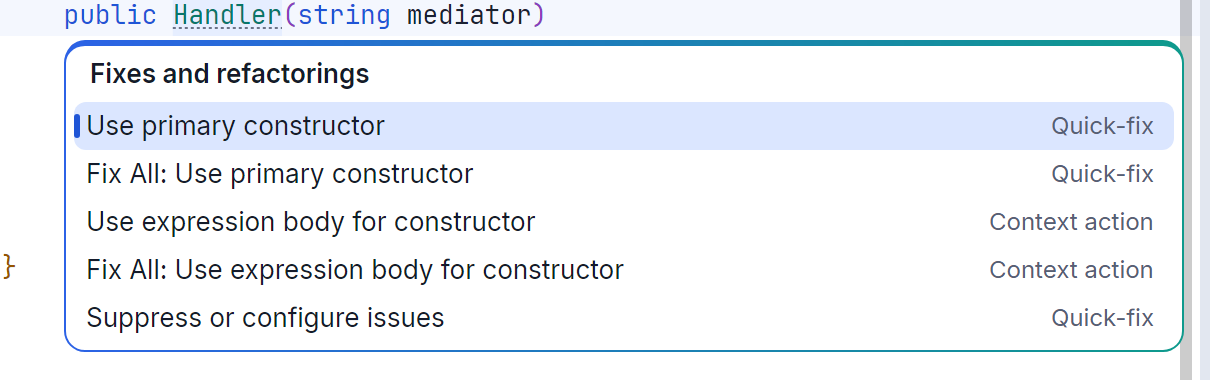 public Handler(string mediator)
Fixes and refactorings
Use primary constructor Quick-fix
Fix All: Use primary constructor Quick-fix
Use expression body for constructor Context action
Fix All: Use expression body for constructor Context action
}
Suppress or configure issues Quick-fix